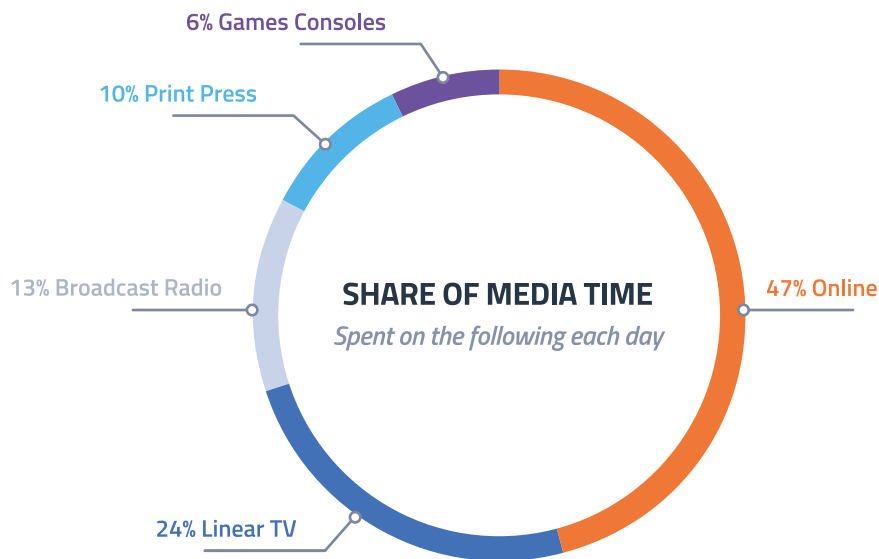 6% Games Consoles
10% Print Press
13% Broadcast Radio
SHARE OF MEDIA TIME
Spent on the following each day
47% Online
24% Linear TV